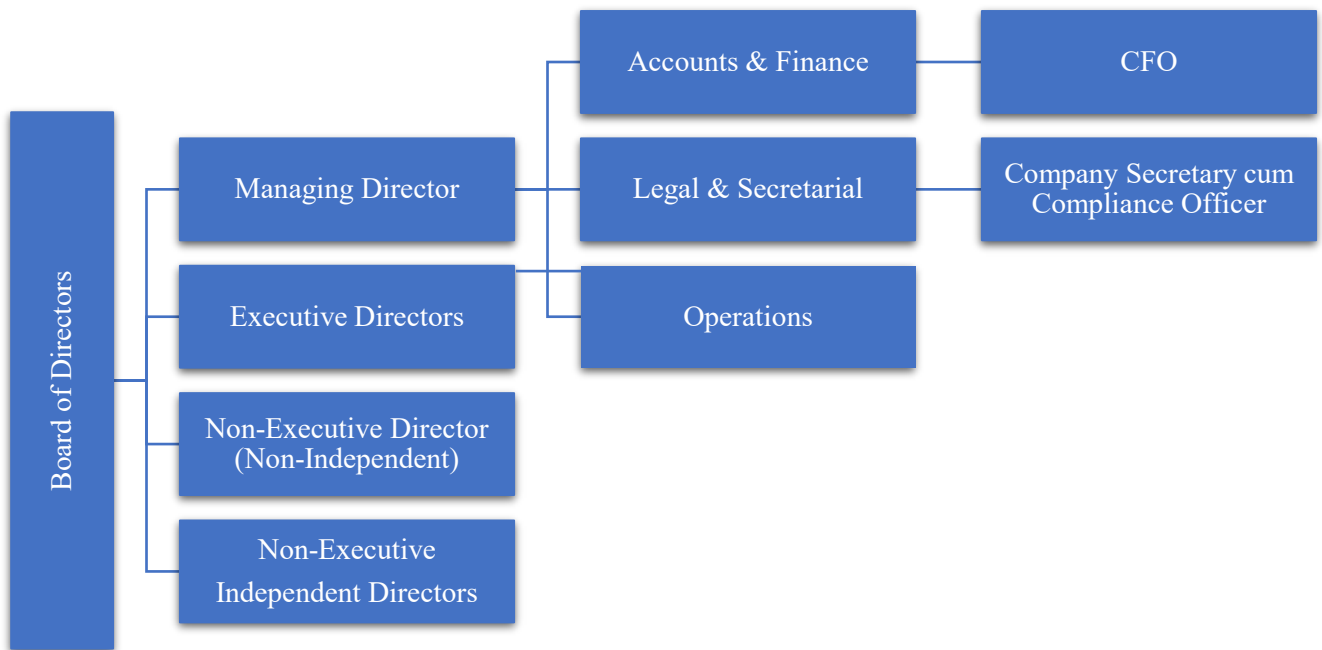 Board of Directors
Managing Director
Executive Directors
Non-Executive Director
(Non-Independent)
Non-Executive
Independent Directors
Accounts & Finance
Legal & Secretarial
Operations
CFO
Company Secretary cum
Compliance Officer